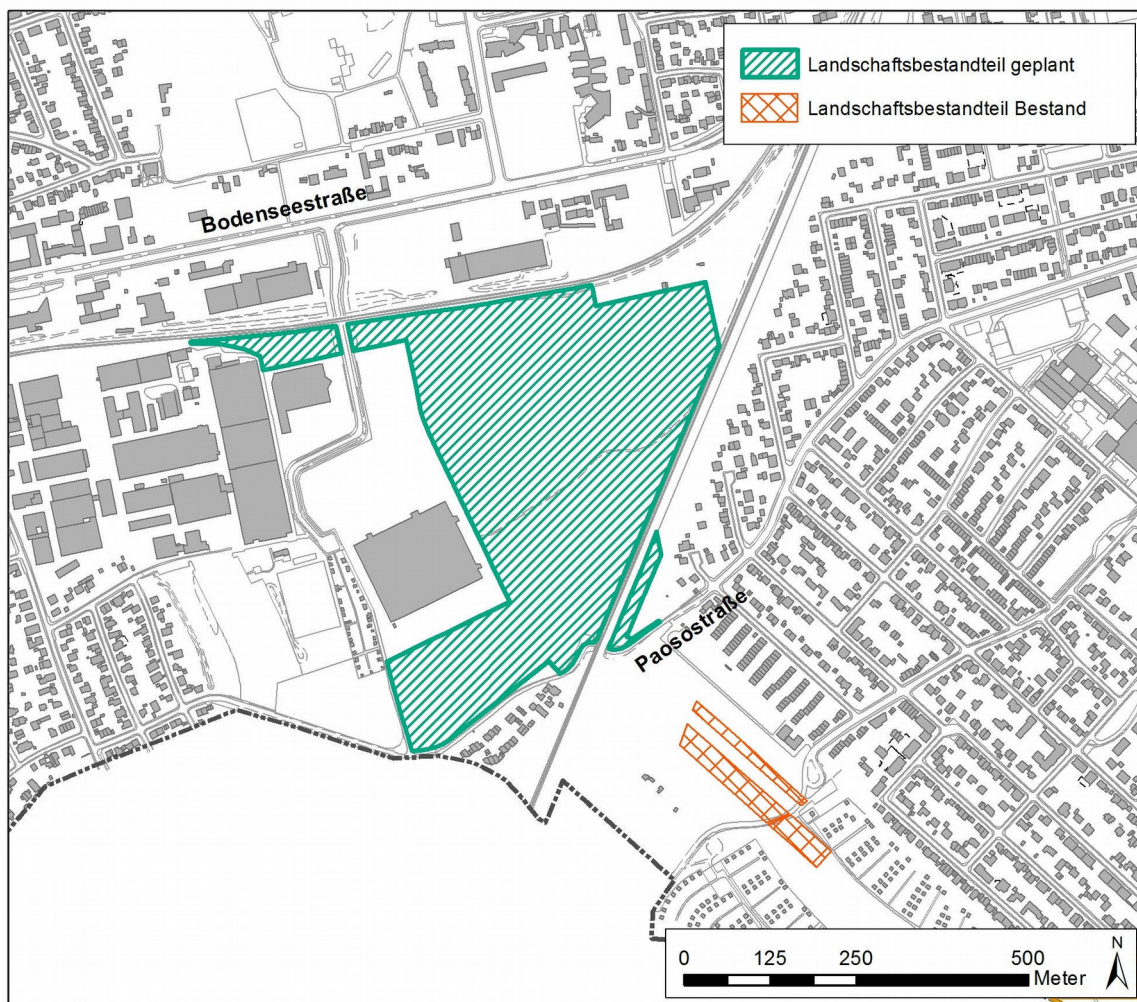 Landschaftsbestandteil geplant
Landschaftsbestandteil Bestand
Bodenseestraße
Paosostraße
N
0 125 250 500
Meter